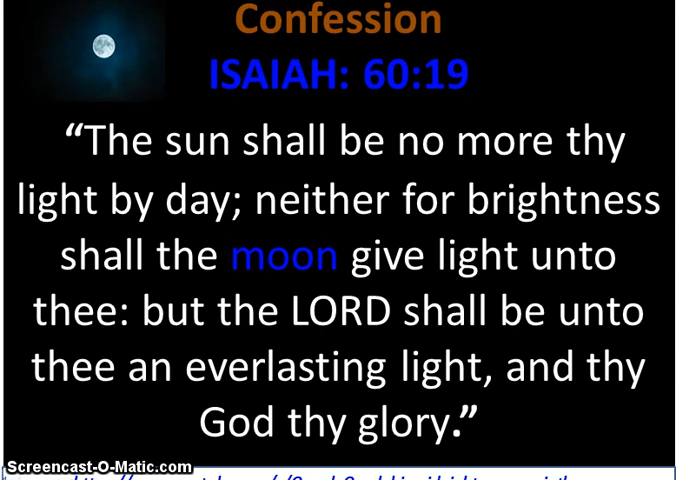 Confession
ISAIAH: 60:19
“The sun shall be no more thy
light by day; neither for brightness
shall the moon give light unto
thee: but the LORD shall be unto
thee an everlasting light, and thy
God thy glory.”
Screencast-O-Matic.com